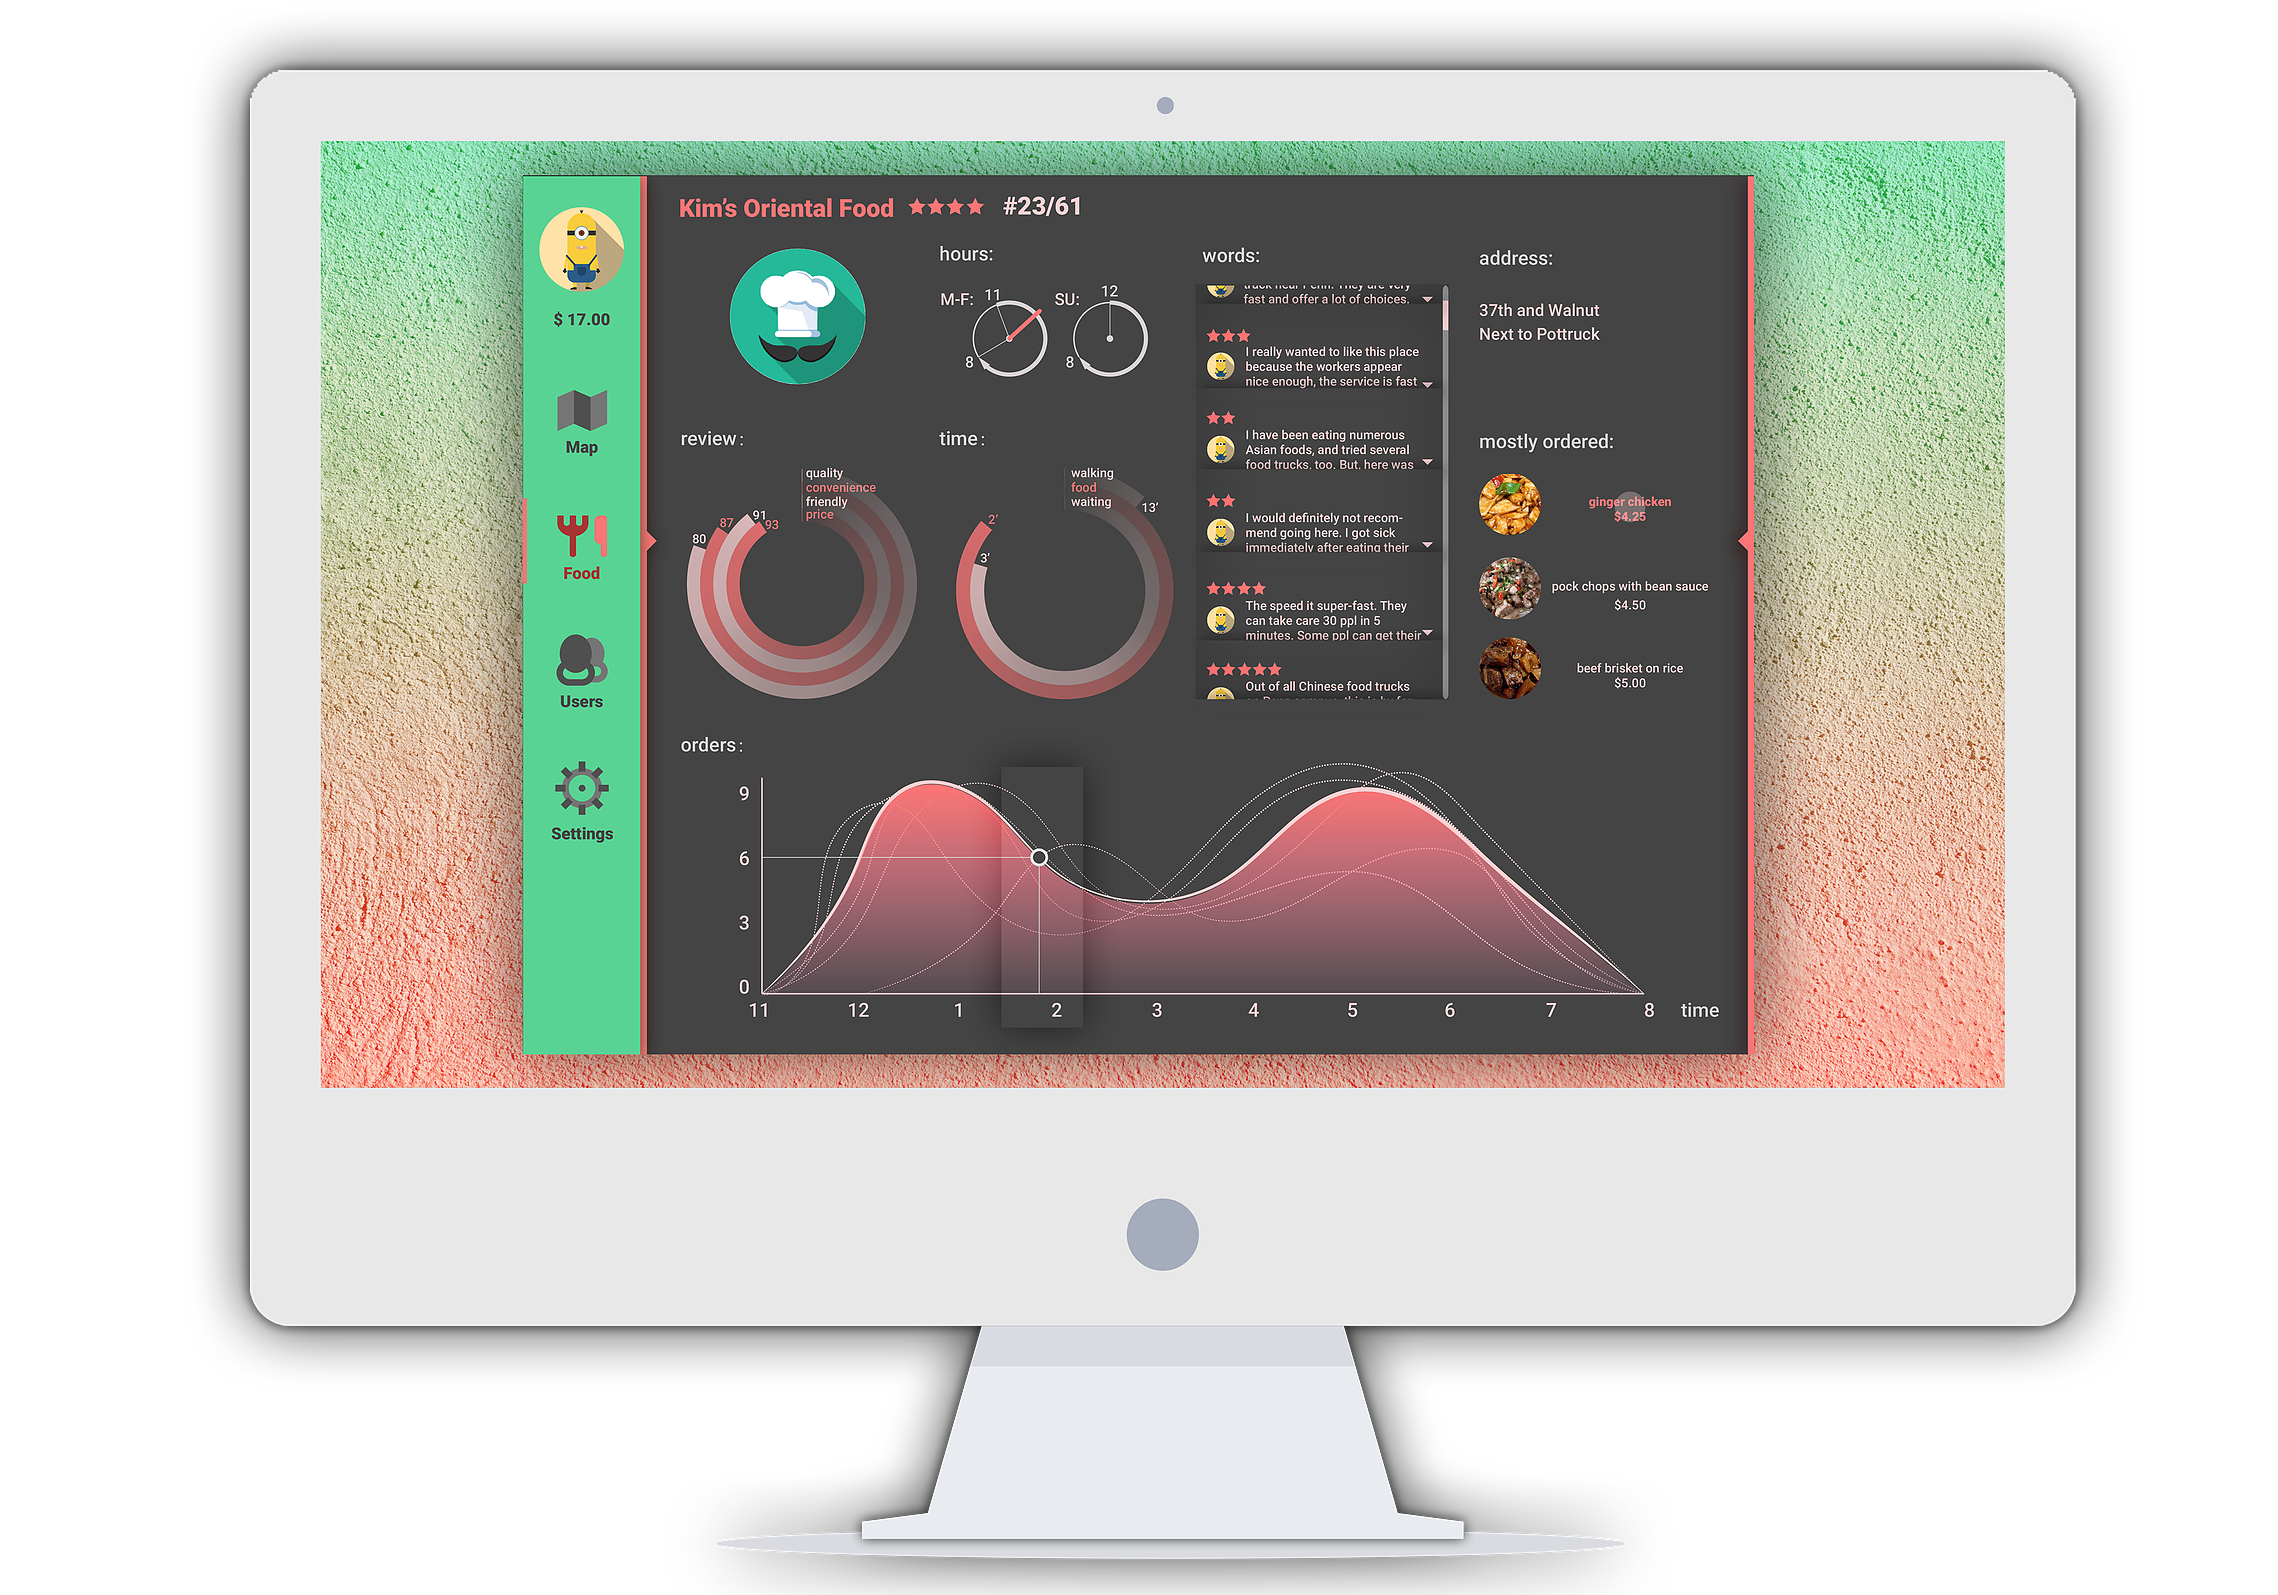 Kim's Oriental Food #23/61
$ 17.00
Map
Food
Users
Settings
hours:
M-F:
11
8
SU:
12
8
words:
fast and offer a lot of choices.
I really wanted to like this place
because the workers appear
nice enough, the service is fast
I have been eating numerous
Asian foods, and tried several
food trucks, too. But, here was
I would definitely not recom-
mend going here. I got sick
immediately after eating their
The speed it super-fast. They
can take care 30 ppl in 5
minutes. Some ppl can get their
Out of all Chinese food trucks
address:
37th and Walnut
Next to Pottruck
review :
quality
convenience
friendly
price
80
87
91
93
time :
walking
food
waiting
13'
2'
3'
mostly ordered:
ginger chicken
$4.25
pock chops with bean sauce
$4.50
beef brisket on rice
$5.00
orders :
9
6
3
0
11 12 1 2 3 4 5 6 7 8 time